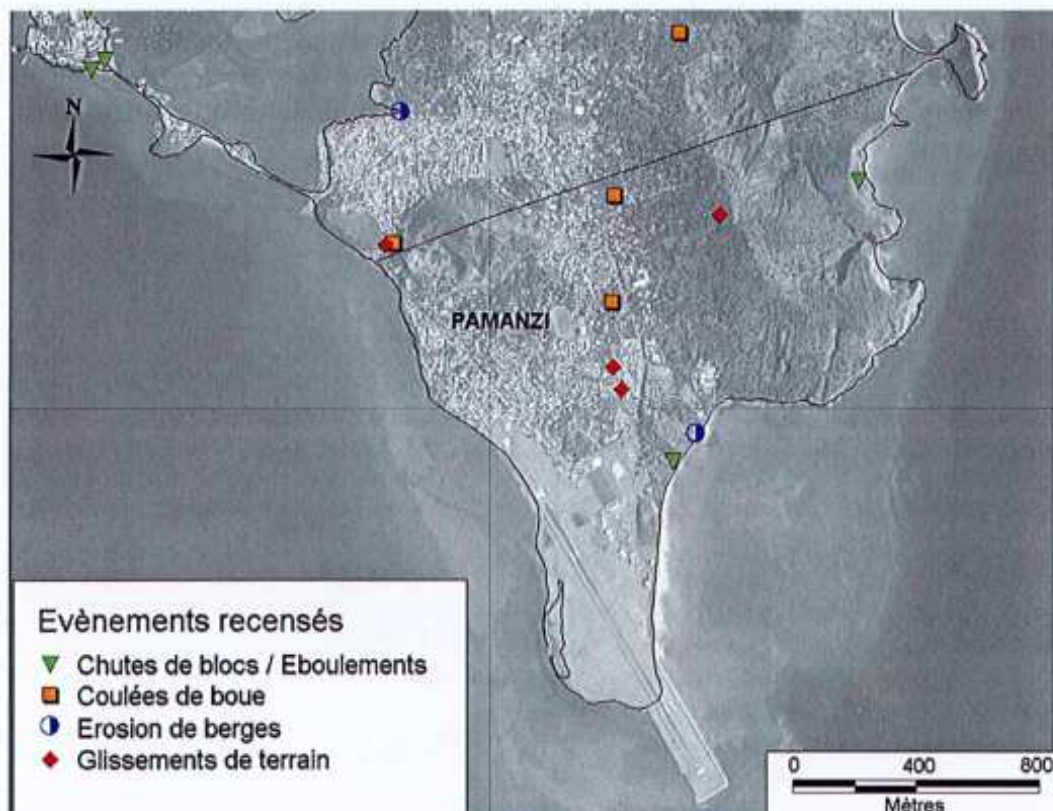 N
PAMANZI
Evènements recensés
Chutes de blocs / Eboulements
Coulées de boue
Erosion de berges
Glissements de terrain
0 400 800
Mètres